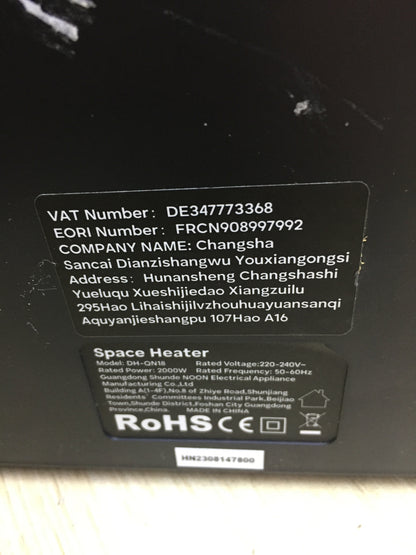 VAT Number: DE347773368
EORI Number: FRCN908997992
COMPANY NAME: Changsha
Sancai Dianzishangwu Youxiangongsi
Address: Hunansheng Changshashi
Yueluqu Xueshijiedao Xiangzuilu
295Hao Lihaishijilvzhouhuayuansanqi
Aquyanjieshangpu 107Hao A16
Space Heater
Model: DH-QN18 Rated Voltage:220-240V~
Rated Power: 2000W Rated Frequency: 50-60Hz
Guangdong Shunde NOON Electrical Appliance
Manufacturing Co.,Ltd
Building A(1-4F),No.8 of Zhiye Road,Shunjiang
Residents' Committees Industrial Park,Beijiao
Town,Shunde District,Foshan City Guangdong
Province,China. MADE IN CHINA
RoHS CE
HN2308147800